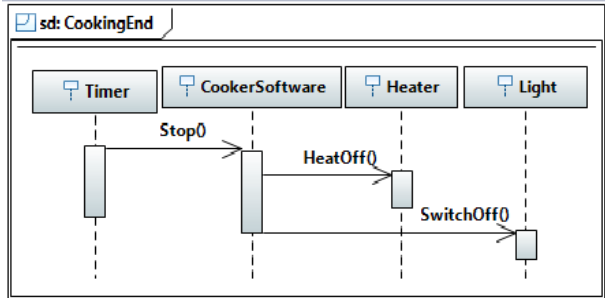 sd: CookingEnd
Timer
CookerSoftware
Heater
Light
Stop()
HeatOff()
SwitchOff()